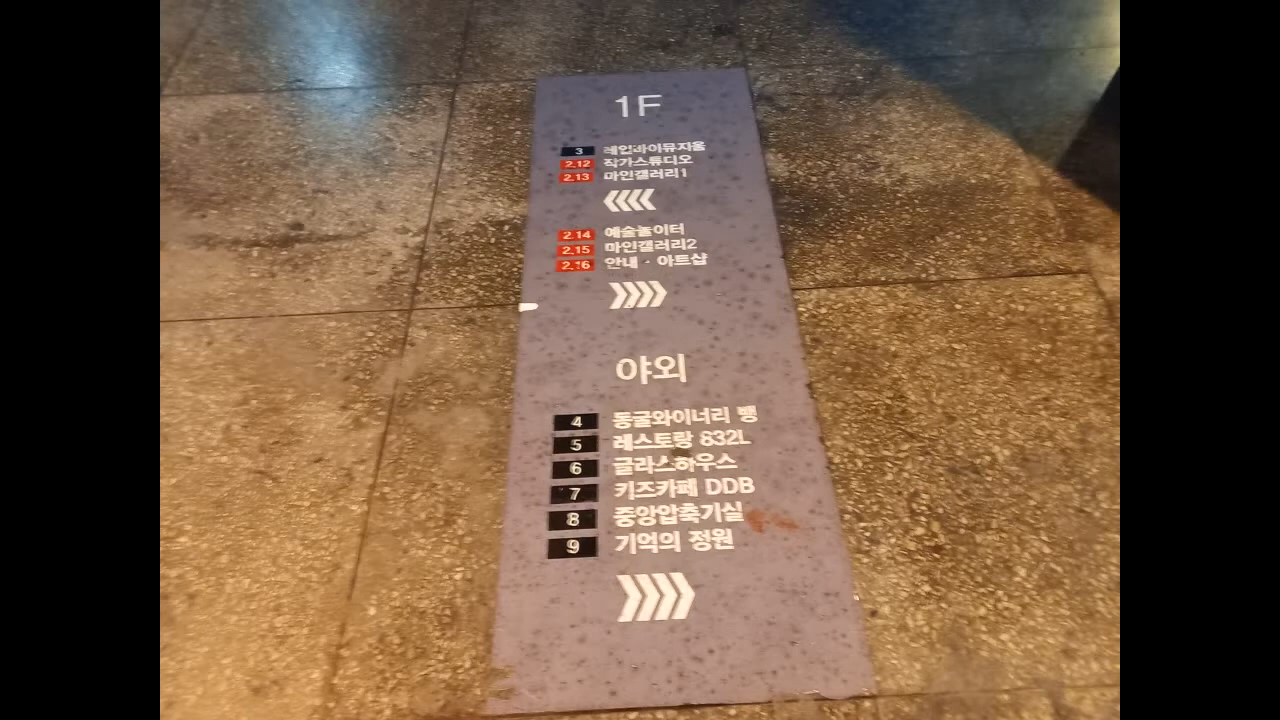 1F
3 레인바이뮤지움
2.12 작가스튜디오
2.13 마인갤러리1
2.14 예술놀이터
2.15 마인갤러리2
2.16 안내 · 아트샵
야외
4 동굴와이너리 뱅
5 레스토랑 832L
6 글라스하우스
7 키즈카페 DDB
8 중앙압축기실
9 기억의 정원